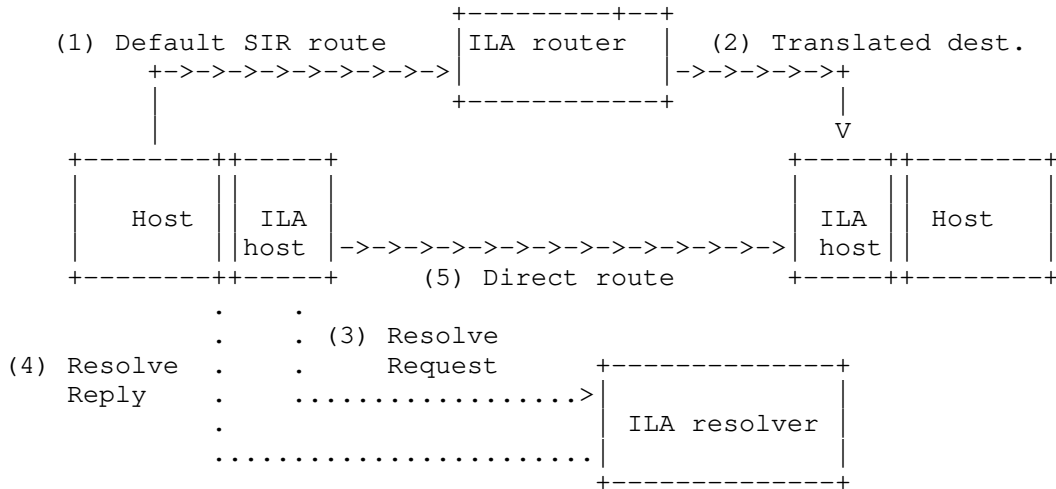 (1) Default SIR route ILA router (2) Translated dest.
Host ILA host ILA host Host
(5) Direct route
(3) Resolve Request
(4) Resolve Reply
ILA resolver